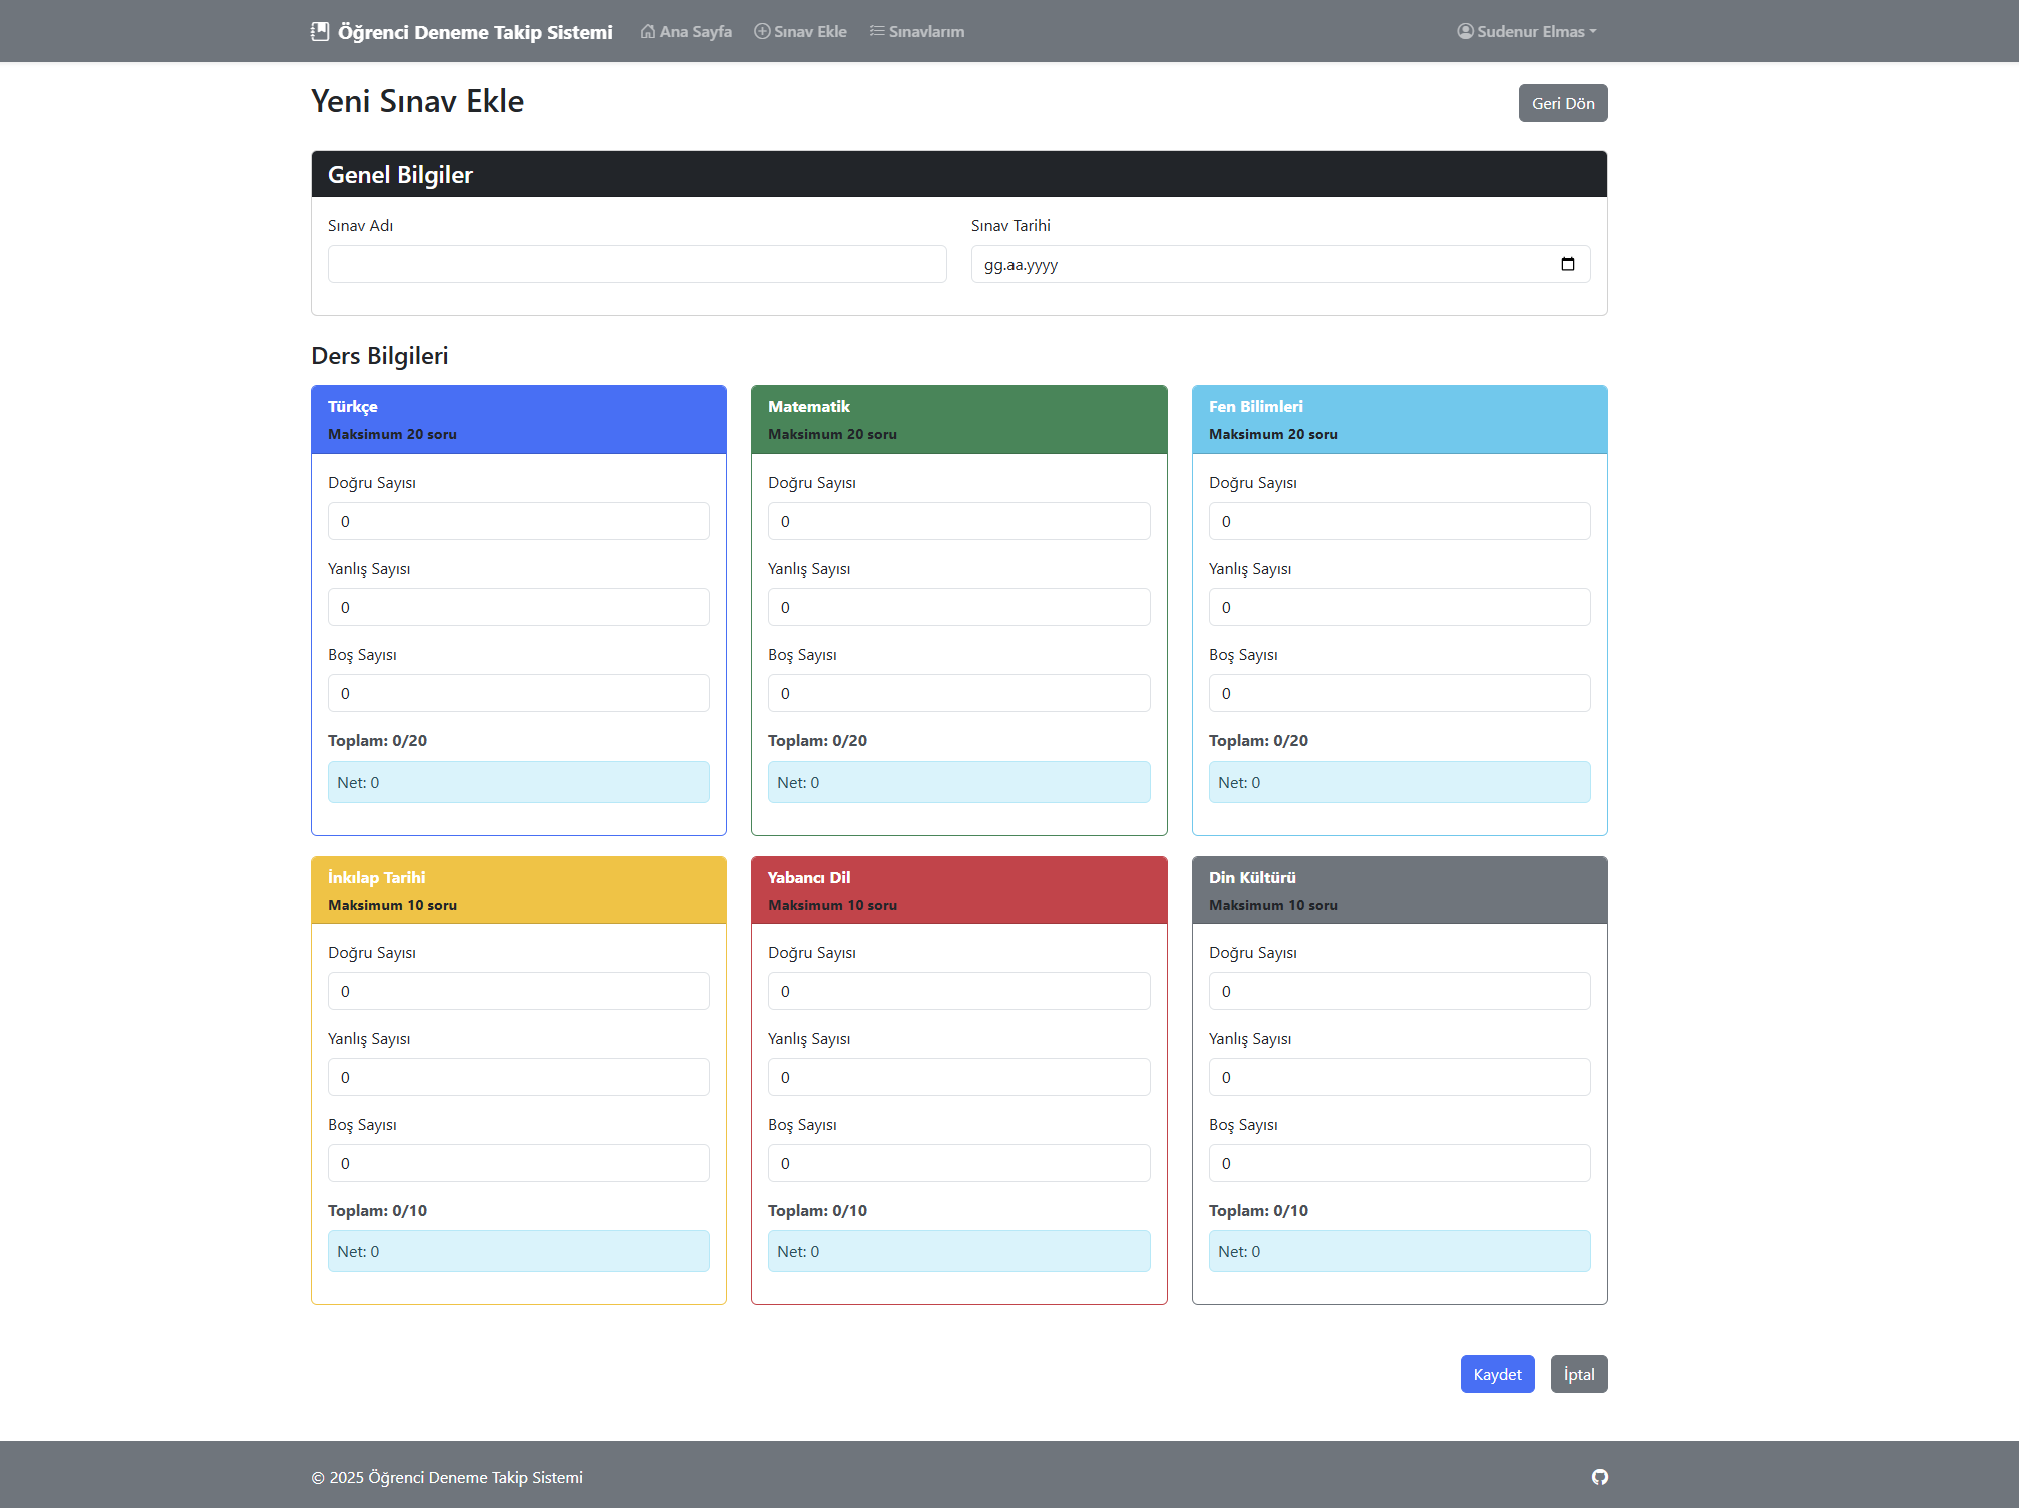 Öğrenci Deneme Takip Sistemi Ana Sayfa Sınav Ekle Sınavlarım Sudenur Elmas
Yeni Sınav Ekle Geri Dön
Genel Bilgiler
Sınav Adı Sınav Tarihi
gg.aa.yyyy
Ders Bilgileri
Türkçe
Maksimum 20 soru
Doğru Sayısı
0
Yanlış Sayısı
0
Boş Sayısı
0
Toplam: 0/20
Net: 0
Matematik
Maksimum 20 soru
Doğru Sayısı
0
Yanlış Sayısı
0
Boş Sayısı
0
Toplam: 0/20
Net: 0
Fen Bilimleri
Maksimum 20 soru
Doğru Sayısı
0
Yanlış Sayısı
0
Boş Sayısı
0
Toplam: 0/20
Net: 0
İnkılap Tarihi
Maksimum 10 soru
Doğru Sayısı
0
Yanlış Sayısı
0
Boş Sayısı
0
Toplam: 0/10
Net: 0
Yabancı Dil
Maksimum 10 soru
Doğru Sayısı
0
Yanlış Sayısı
0
Boş Sayısı
0
Toplam: 0/10
Net: 0
Din Kültürü
Maksimum 10 soru
Doğru Sayısı
0
Yanlış Sayısı
0
Boş Sayısı
0
Toplam: 0/10
Net: 0
Kaydet İptal
© 2025 Öğrenci Deneme Takip Sistemi